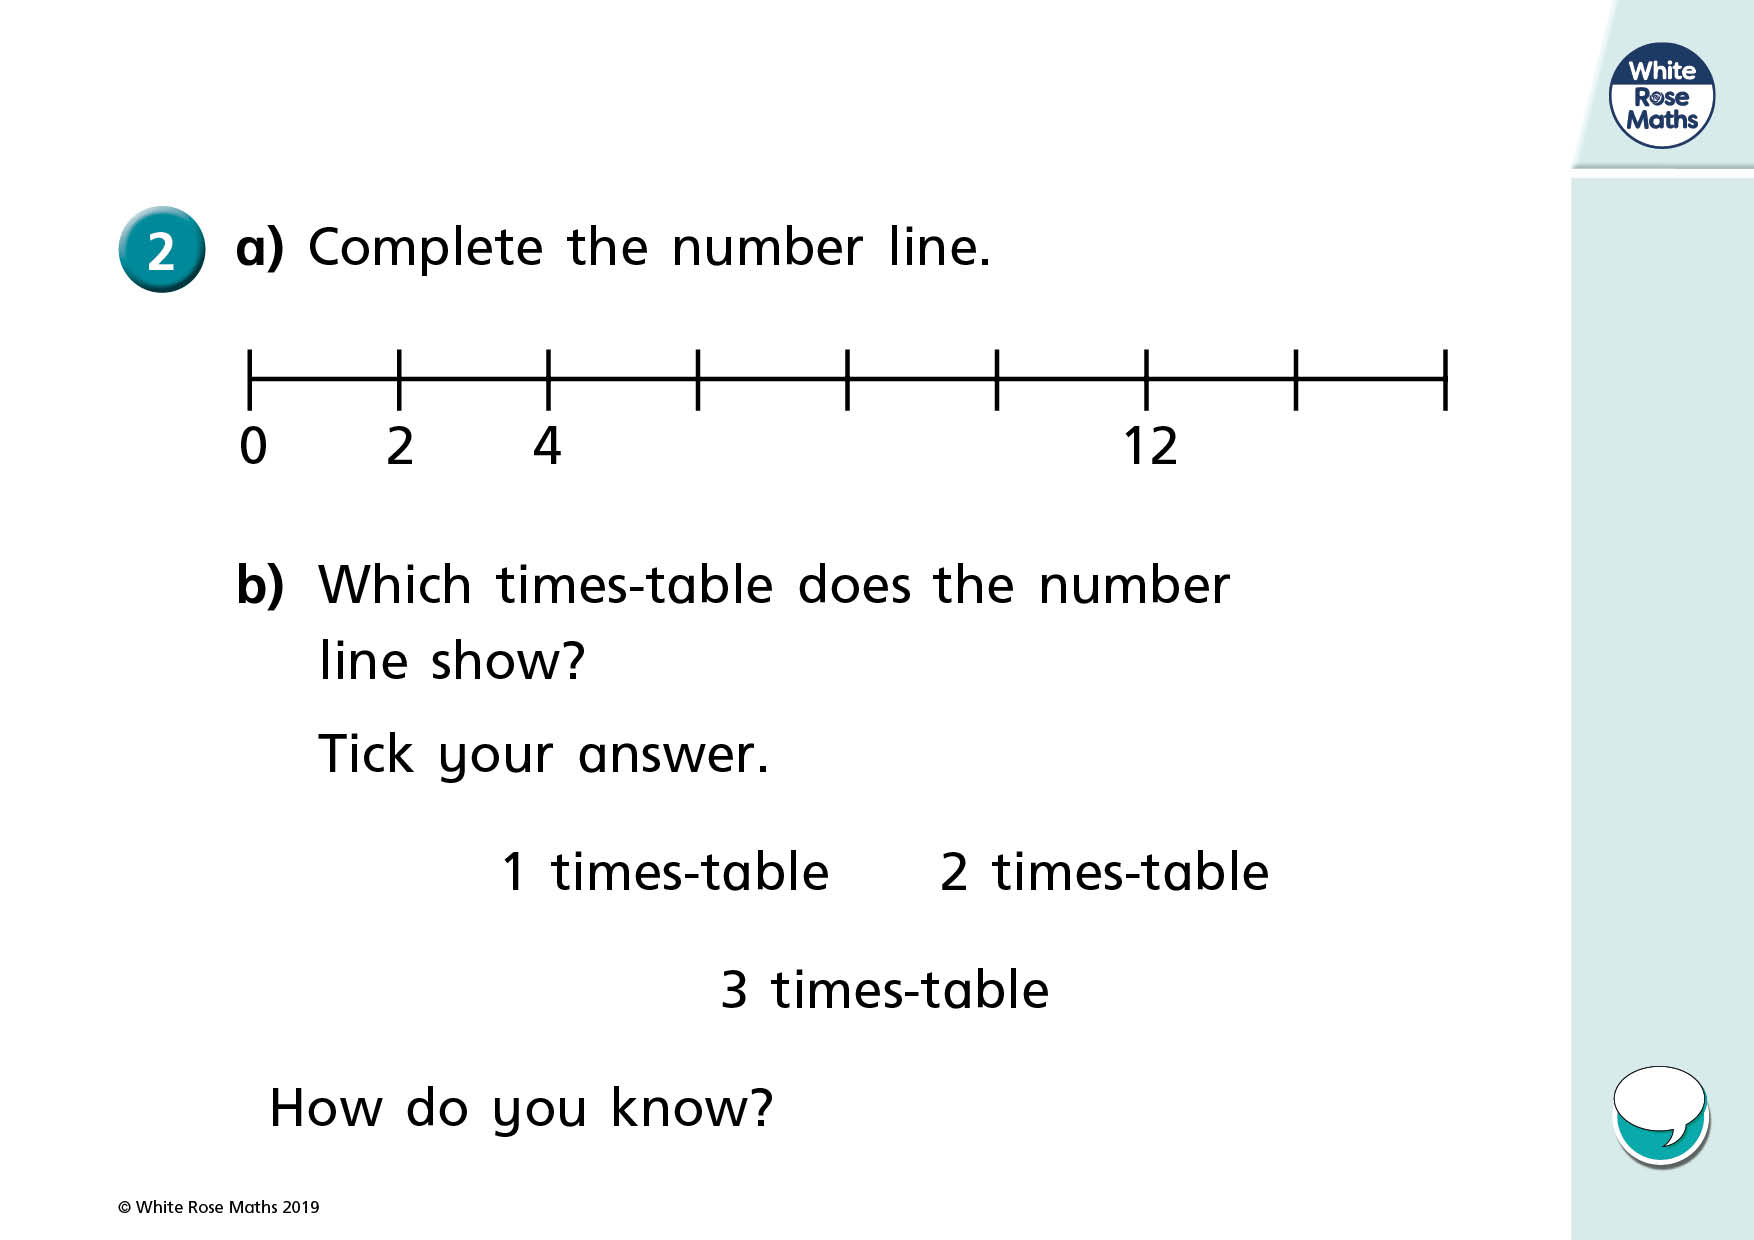 White
Rose
Maths
2 a) Complete the number line.
0 2 4 12
b) Which times-table does the number
line show?
Tick your answer.
1 times-table 2 times-table
3 times-table
How do you know?
© White Rose Maths 2019